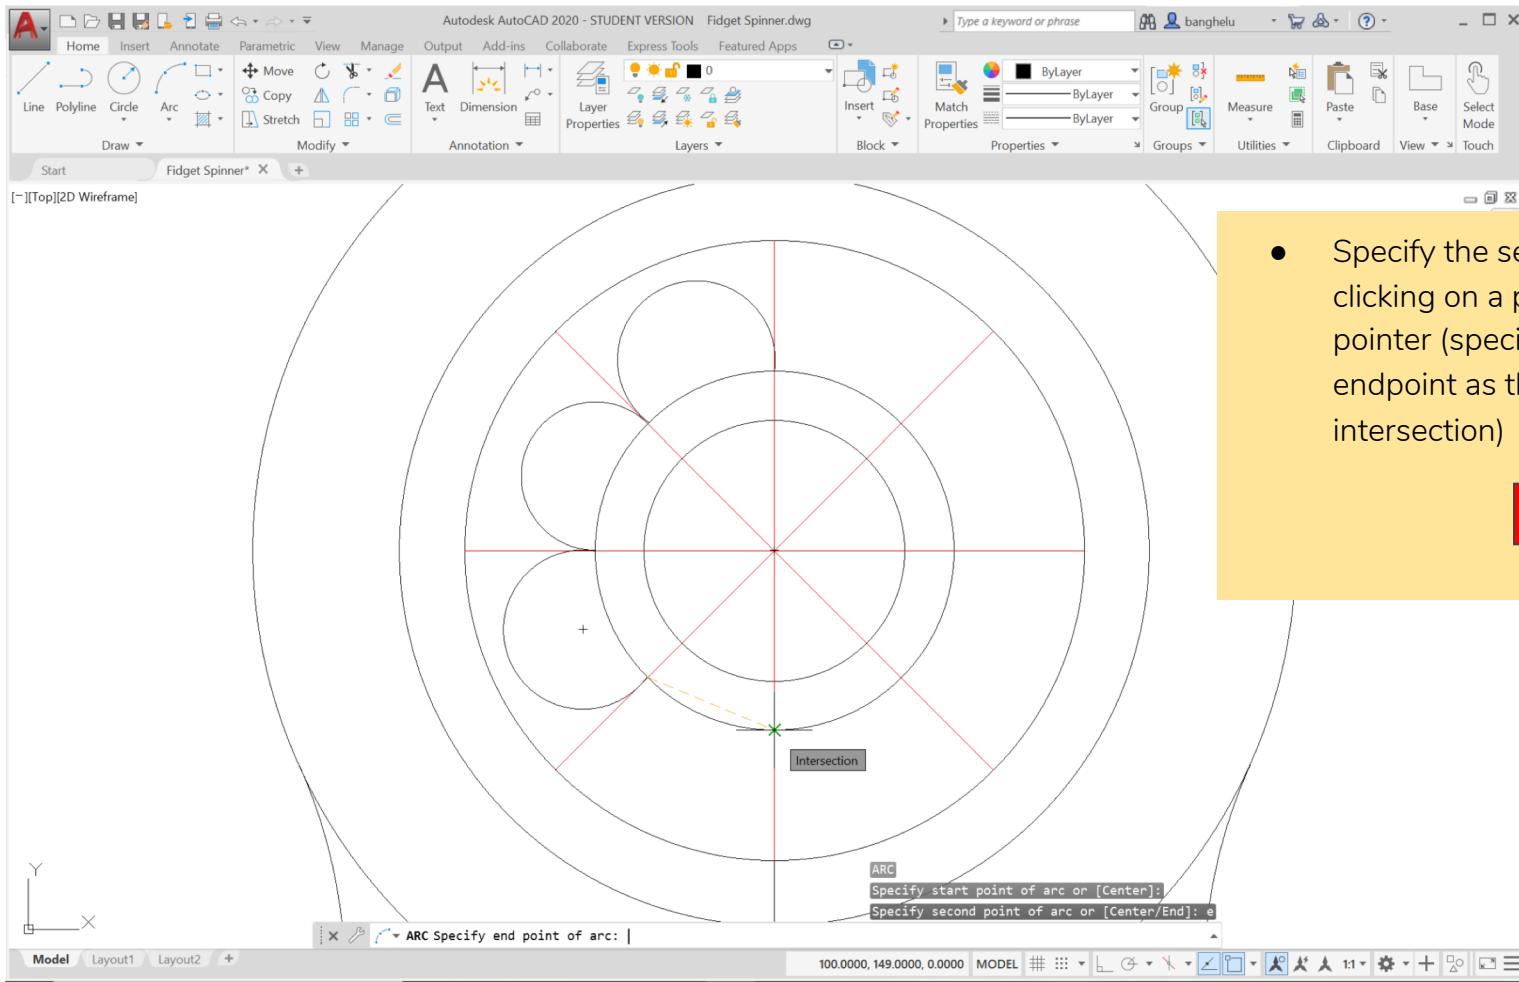 Autodesk AutoCAD 2020 - STUDENT VERSION Fidget Spinner.dwg
Type a keyword or phrase
banghelu
Home Insert Annotate Parametric View Manage Output Add-ins Collaborate Express Tools Featured Apps
Line Polyline Circle Arc
Move
Copy
Stretch
Text Dimension
Layer Properties
0
Insert
Match Properties
ByLayer
ByLayer
ByLayer
Group
Measure
Paste
Base
Select Mode
Draw Modify Annotation Layers Block Properties Groups Utilities Clipboard View Touch
Start Fidget Spinner* +
[−][Top][2D Wireframe]
● Specify the se
clicking on a p
pointer (speci
endpoint as th
intersection)
Intersection
Y
X
ARC
Specify start point of arc or [Center]:
Specify second point of arc or [Center/End]: e
ARC Specify end point of arc:
Model Layout1 Layout2 +
100.0000, 149.0000, 0.0000 MODEL 1:1